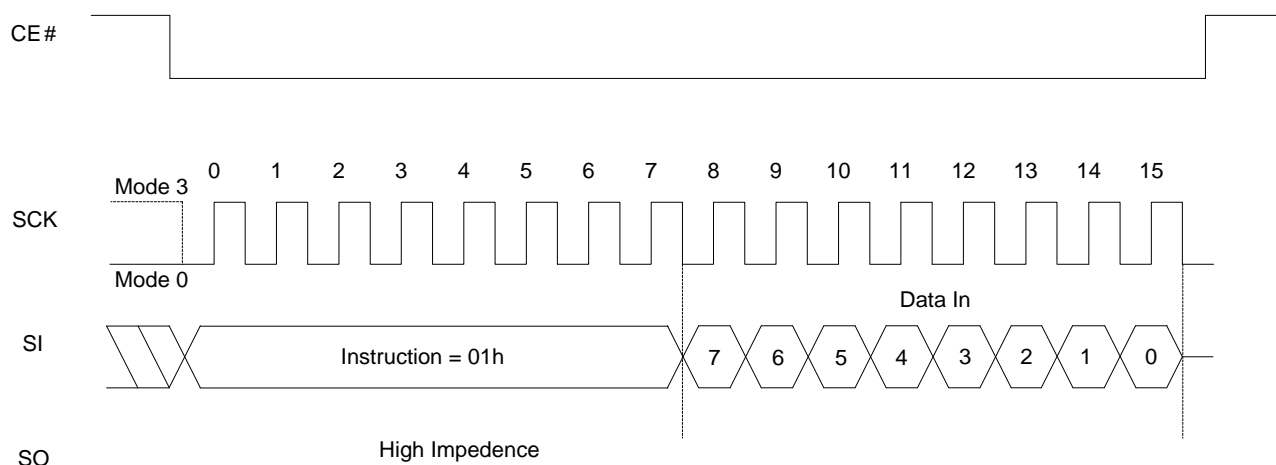 CE#
0 1 2 3 4 5 6 7 8 9 10 11 12 13 14 15
Mode 3
SCK
Mode 0
Data In
SI
Instruction = 01h
7 6 5 4 3 2 1 0
High Impedence
SO